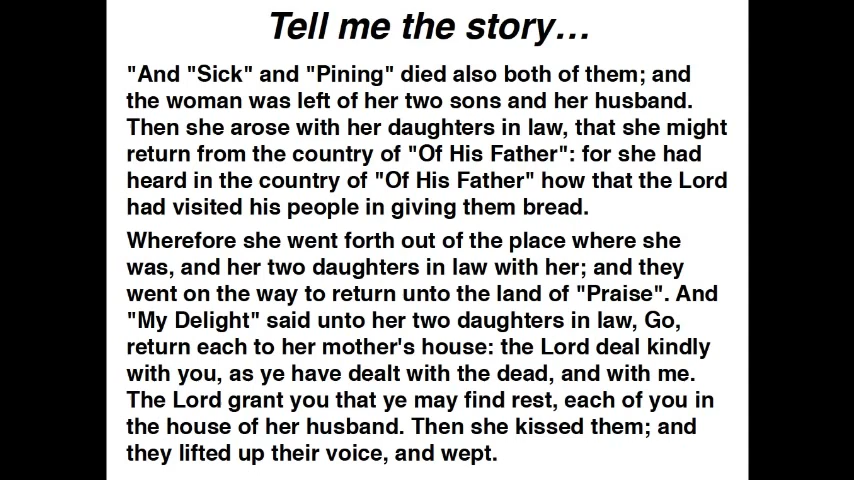 Tell me the story...
"And "Sick" and "Pining" died also both of them; and
the woman was left of her two sons and her husband.
Then she arose with her daughters in law, that she might
return from the country of "Of His Father": for she had
heard in the country of "Of His Father" how that the Lord
had visited his people in giving them bread.
Wherefore she went forth out of the place where she
was, and her two daughters in law with her; and they
went on the way to return unto the land of "Praise". And
"My Delight" said unto her two daughters in law, Go,
return each to her mother's house: the Lord deal kindly
with you, as ye have dealt with the dead, and with me.
The Lord grant you that ye may find rest, each of you in
the house of her husband. Then she kissed them; and
they lifted up their voice, and wept.